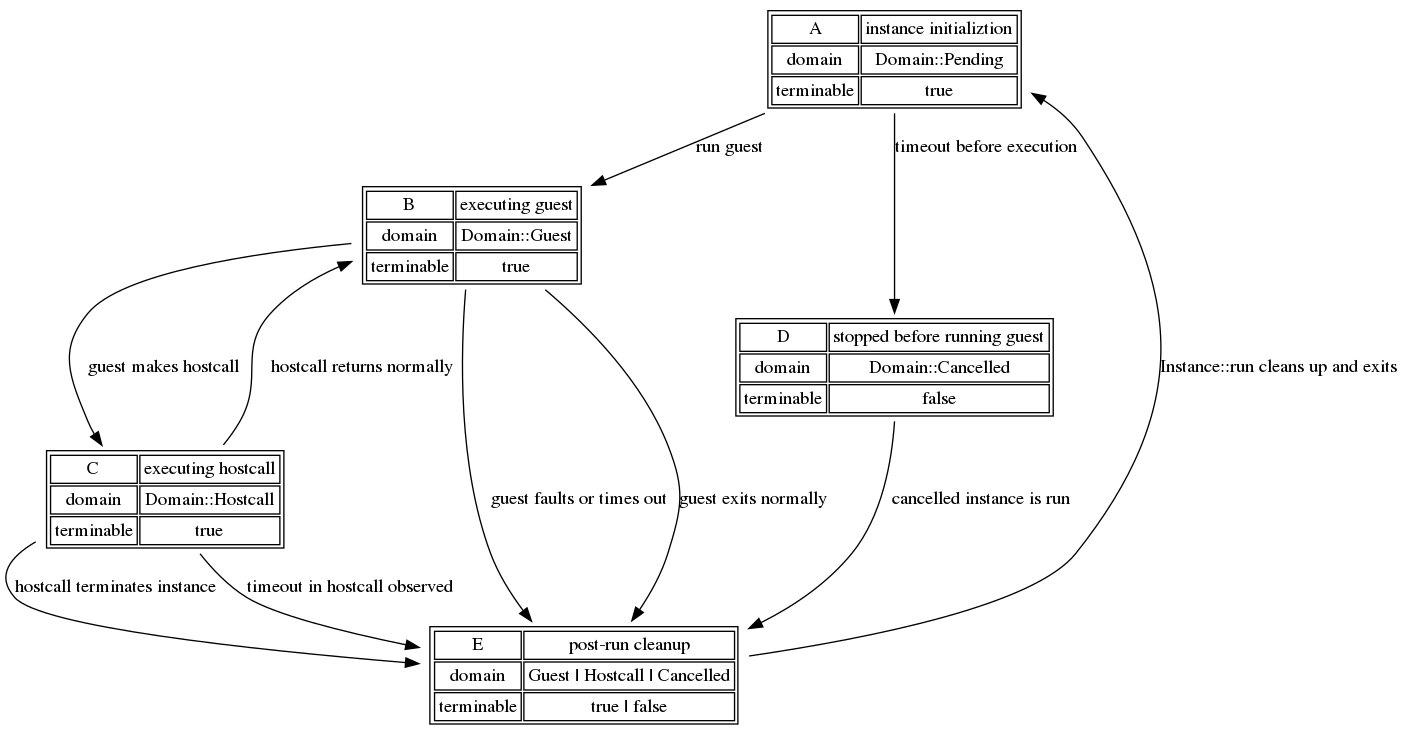 A instance initializtion
domain Domain::Pending
terminable true
run guest
timeout before execution
B executing guest
domain Domain::Guest
terminable true
D stopped before running guest
domain Domain::Cancelled
terminable false
guest makes hostcall
hostcall returns normally
Instance::run cleans up and exits
C executing hostcall
domain Domain::Hostcall
terminable true
guest faults or times out
guest exits normally
cancelled instance is run
hostcall terminates instance
timeout in hostcall observed
E post-run cleanup
domain Guest | Hostcall | Cancelled
terminable true | false